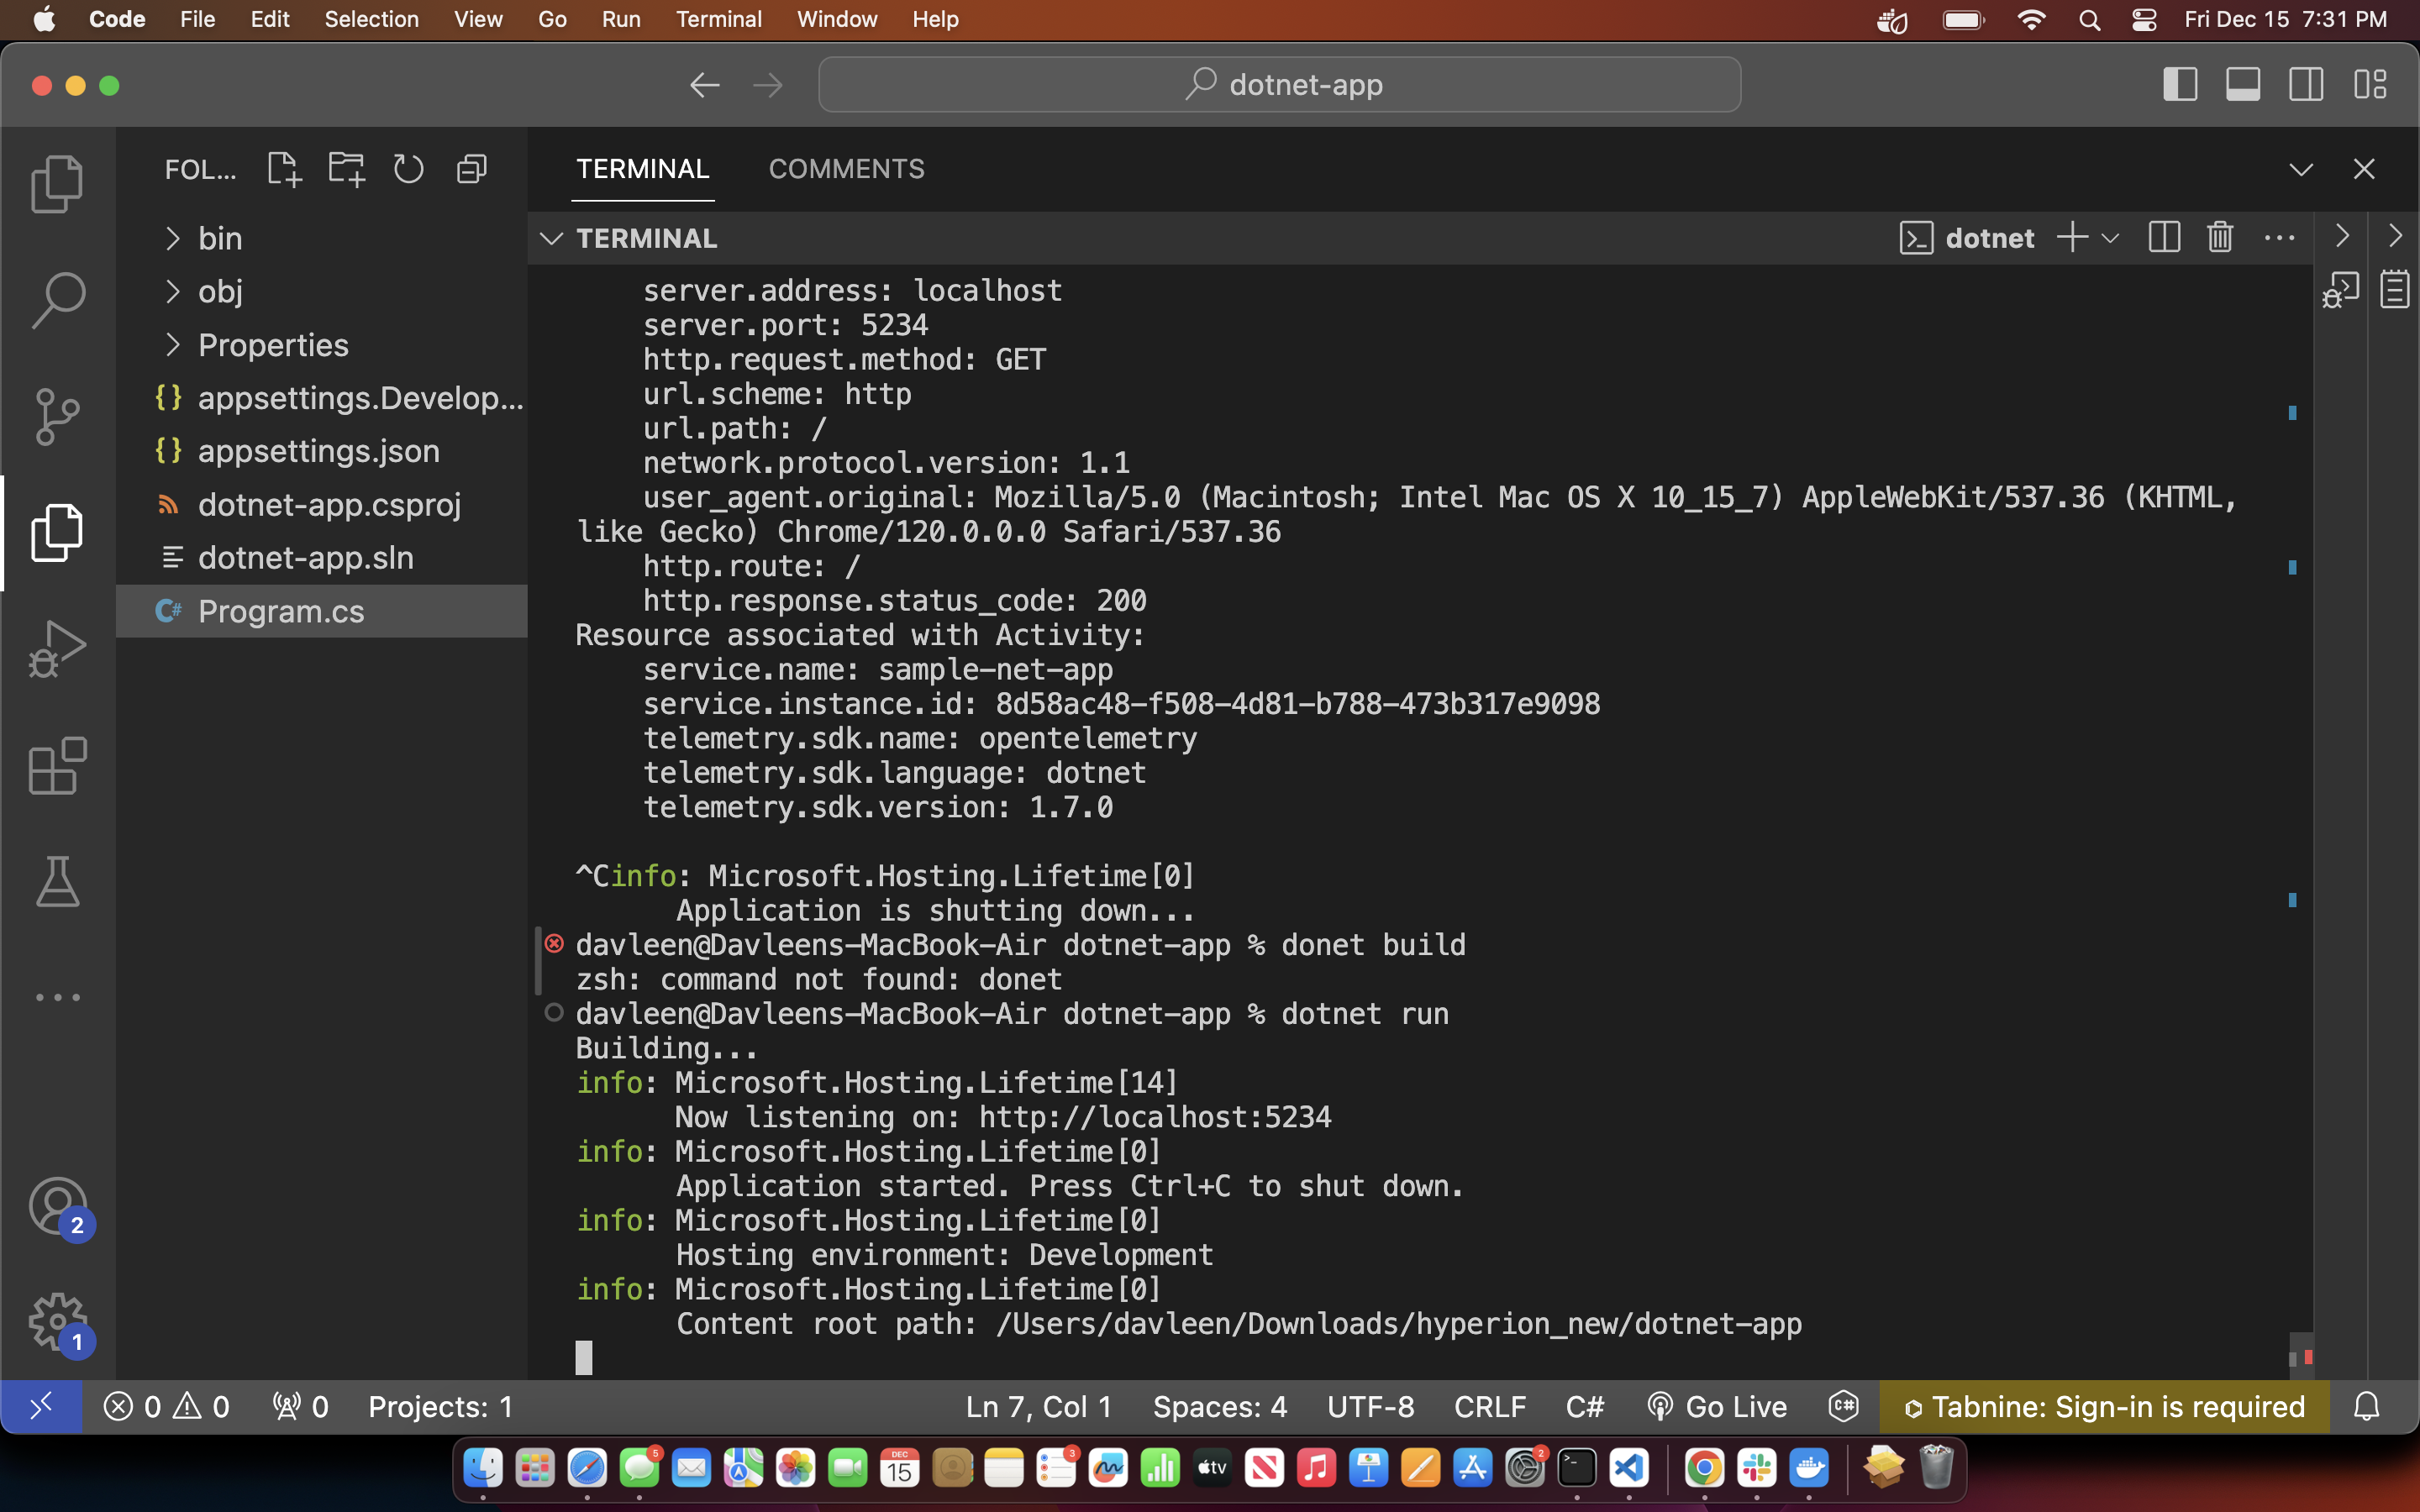 Code File Edit Selection View Go Run Terminal Window Help Fri Dec 15 7:31 PM
dotnet-app
FOL...
TERMINAL COMMENTS
TERMINAL
dotnet
bin
obj
Properties
appsettings.Develop...
appsettings.json
dotnet-app.csproj
dotnet-app.sln
C# Program.cs
server.address: localhost
server.port: 5234
http.request.method: GET
url.scheme: http
url.path: /
network.protocol.version: 1.1
user_agent.original: Mozilla/5.0 (Macintosh; Intel Mac OS X 10_15_7) AppleWebKit/537.36 (KHTML,
like Gecko) Chrome/120.0.0.0 Safari/537.36
http.route: /
http.response.status_code: 200
Resource associated with Activity:
service.name: sample-net-app
service.instance.id: 8d58ac48-f508-4d81-b788-473b317e9098
telemetry.sdk.name: opentelemetry
telemetry.sdk.language: dotnet
telemetry.sdk.version: 1.7.0
^Cinfo: Microsoft.Hosting.Lifetime[0]
Application is shutting down...
davleen@Davleens-MacBook-Air dotnet-app % donet build
zsh: command not found: donet
davleen@Davleens-MacBook-Air dotnet-app % dotnet run
Building...
info: Microsoft.Hosting.Lifetime[14]
Now listening on: http://localhost:5234
info: Microsoft.Hosting.Lifetime[0]
Application started. Press Ctrl+C to shut down.
info: Microsoft.Hosting.Lifetime[0]
Hosting environment: Development
info: Microsoft.Hosting.Lifetime[0]
Content root path: /Users/davleen/Downloads/hyperion_new/dotnet-app
2
1
0 0 0 Projects: 1 Ln 7, Col 1 Spaces: 4 UTF-8 CRLF C# Go Live C# Tabnine: Sign-in is required
5 DEC 15 3 tv 2